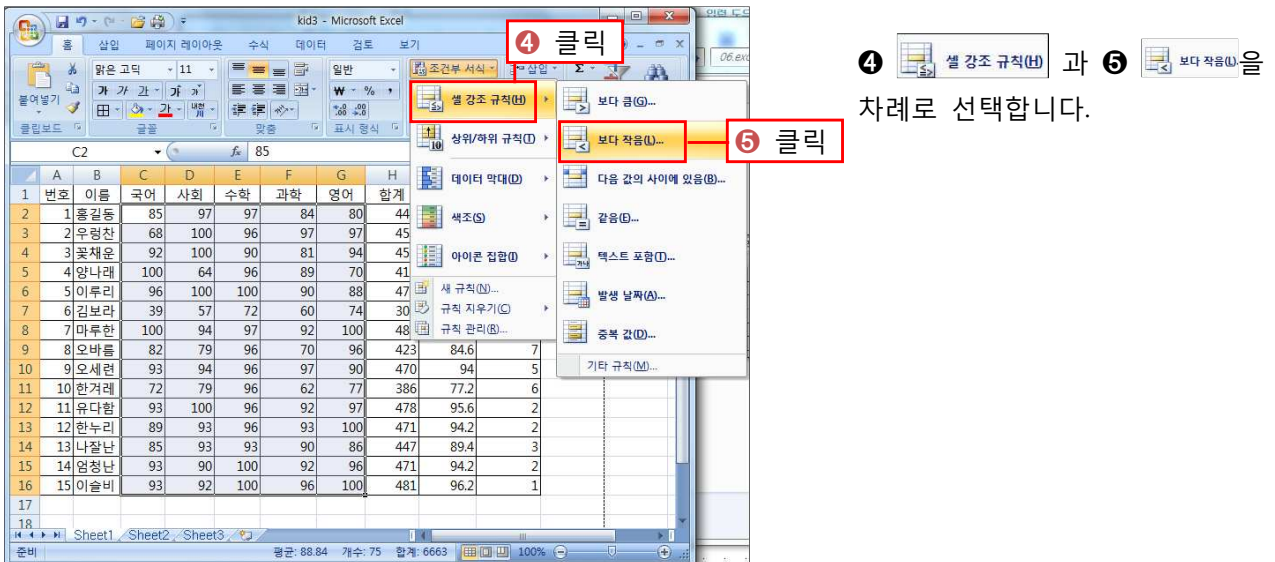 kid3 - Microsoft Excel
홈 삽입 페이지 레이아웃 수식 데이터 검토 보기
❹ 클릭
06.exc
맑은 고딕 11
일반
조건부 서식
삽입
Σ
붙여넣기
가 가 가
클립보드 글꼴 맞춤 표시 형식
C2 fx 85
셀 강조 규칙(H)
상위/하위 규칙(T)
데이터 막대(D)
색조(S)
아이콘 집합(I)
새 규칙(N)...
규칙 지우기(C)
규칙 관리(R)...
보다 큼(G)...
보다 작음(L)...
❺ 클릭
다음 값의 사이에 있음(B)...
같음(E)...
텍스트 포함(T)...
발생 날짜(A)...
중복 값(D)...
기타 규칙(M)...
A B C D E F G H
1 번호 이름 국어 사회 수학 과학 영어 합계
2 1 홍길동 85 97 97 84 80 44
3 2 우렁찬 68 100 96 97 97 45
4 3 꽃채운 92 100 90 81 94 45
5 4 양나래 100 64 96 89 70 41
6 5 이루리 96 100 100 90 88 47
7 6 김보라 39 57 72 60 74 30
8 7 마루한 100 94 97 92 100 48
9 8 오바름 82 79 96 70 96 423 84.6 7
10 9 오세련 93 94 96 97 90 470 94 5
11 10 한겨레 72 79 96 62 77 386 77.2 6
12 11 유다함 93 100 96 92 97 478 95.6 2
13 12 한누리 89 93 96 93 100 471 94.2 2
14 13 나잘난 85 93 93 90 86 447 89.4 3
15 14 엄청난 93 90 100 92 96 471 94.2 2
16 15 이슬비 93 92 100 96 100 481 96.2 1
17
18
Sheet1 Sheet2 Sheet3
준비 평균: 88.84 개수: 75 합계: 6663 100%
❹ 셀 강조 규칙(H) 과 ❺ 보다 작음(L)을
차례로 선택합니다.